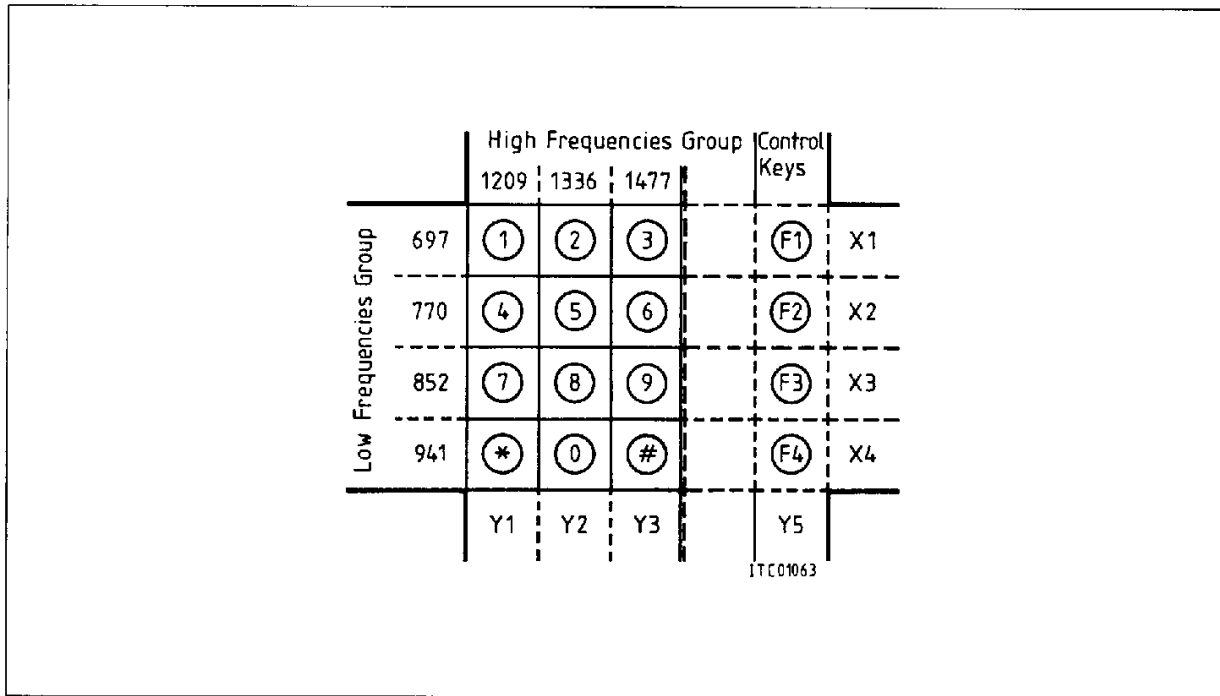 High Frequencies Group Control
Keys
1209 1336 1477
Low Frequencies Group
697 1 2 3 F1 X1
770 4 5 6 F2 X2
852 7 8 9 F3 X3
941 * 0 # F4 X4
Y1 Y2 Y3 Y5
ITC01063